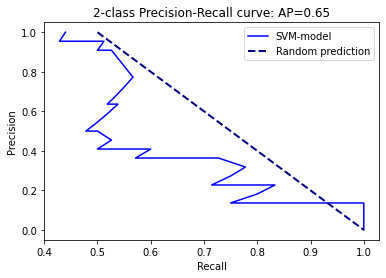 2-class Precision-Recall curve: AP=0.65
SVM-model
Random prediction
Precision
1.0
0.8
0.6
0.4
0.2
0.0
0.4 0.5 0.6 0.7 0.8 0.9 1.0
Recall